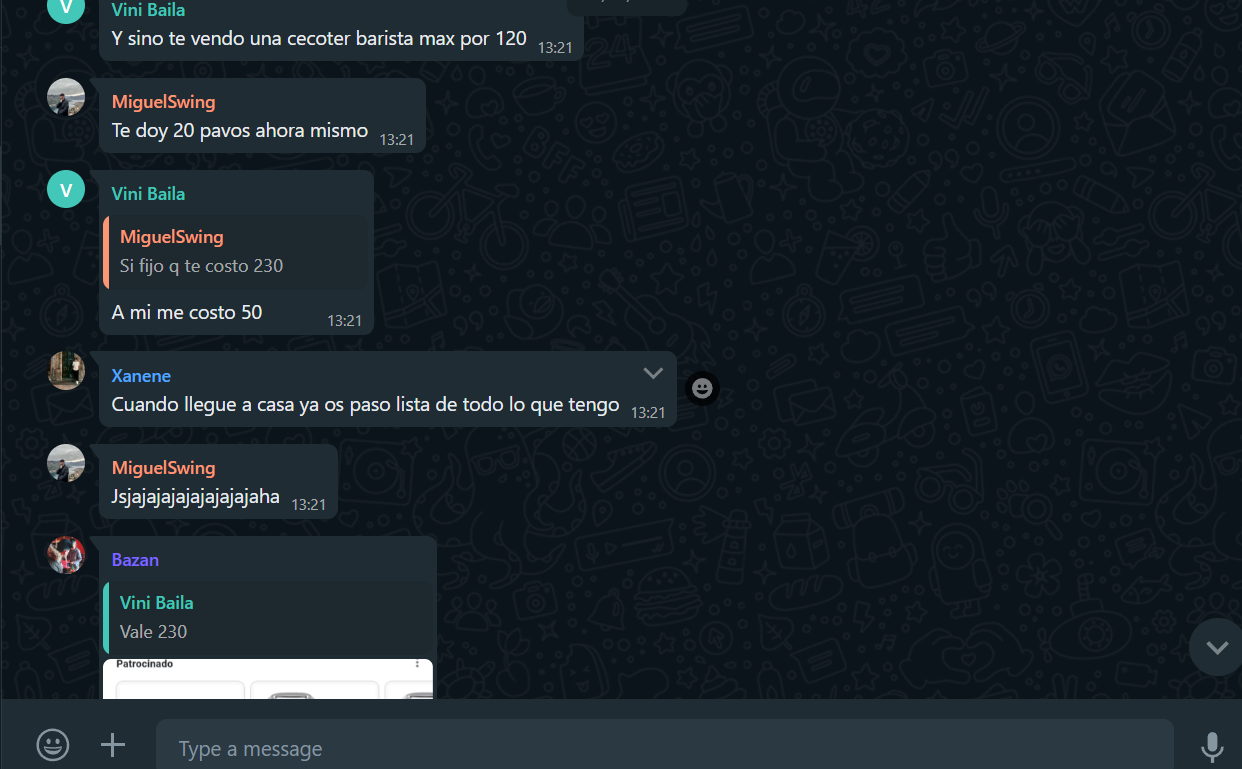 V
Vini Baila
Y sino te vendo una cecoter barista max por 120
13:21
MiguelSwing
Te doy 20 pavos ahora mismo
13:21
V
Vini Baila
MiguelSwing
Si fijo q te costo 230
A mi me costo 50
13:21
Xanene
Cuando llegue a casa ya os paso lista de todo lo que tengo
13:21
MiguelSwing
Jsjajajajajajajajajaha
13:21
Bazan
Vini Baila
Vale 230
Patrocinado
Type a message